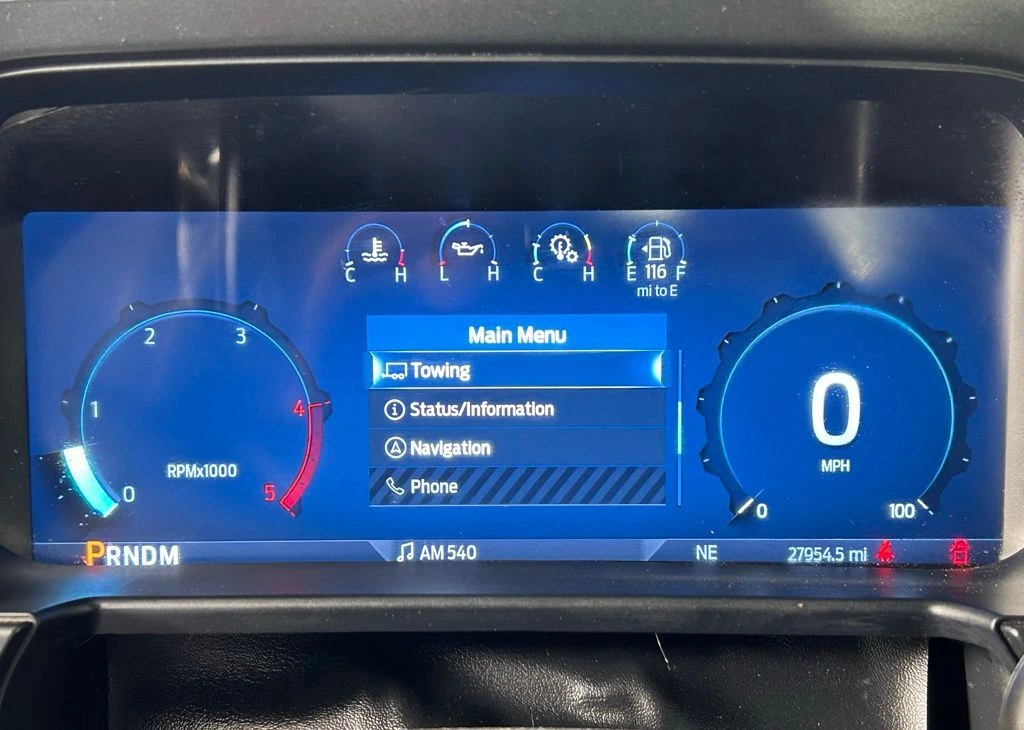 C H
L H
C H
E 116 F
mi to E
Main Menu
Towing
Status/Information
Navigation
Phone
2 3
1 4
0 5
RPMx1000
0
MPH
0 100
PRNDM
AM 540
NE
27954.5 mi